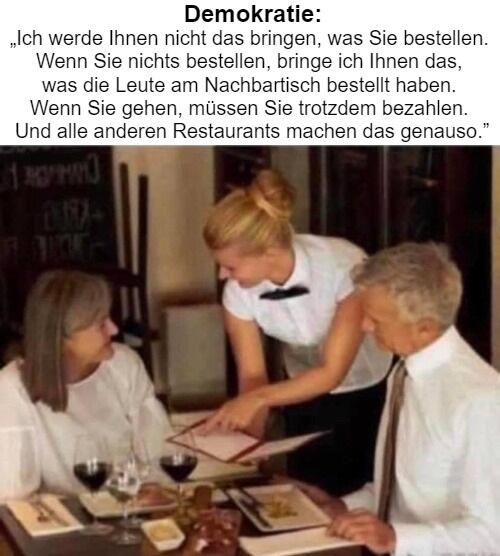 Demokratie:
„Ich werde Ihnen nicht das bringen, was Sie bestellen.
Wenn Sie nichts bestellen, bringe ich Ihnen das,
was die Leute am Nachbartisch bestellt haben.
Wenn Sie gehen, müssen Sie trotzdem bezahlen.
Und alle anderen Restaurants machen das genauso.”